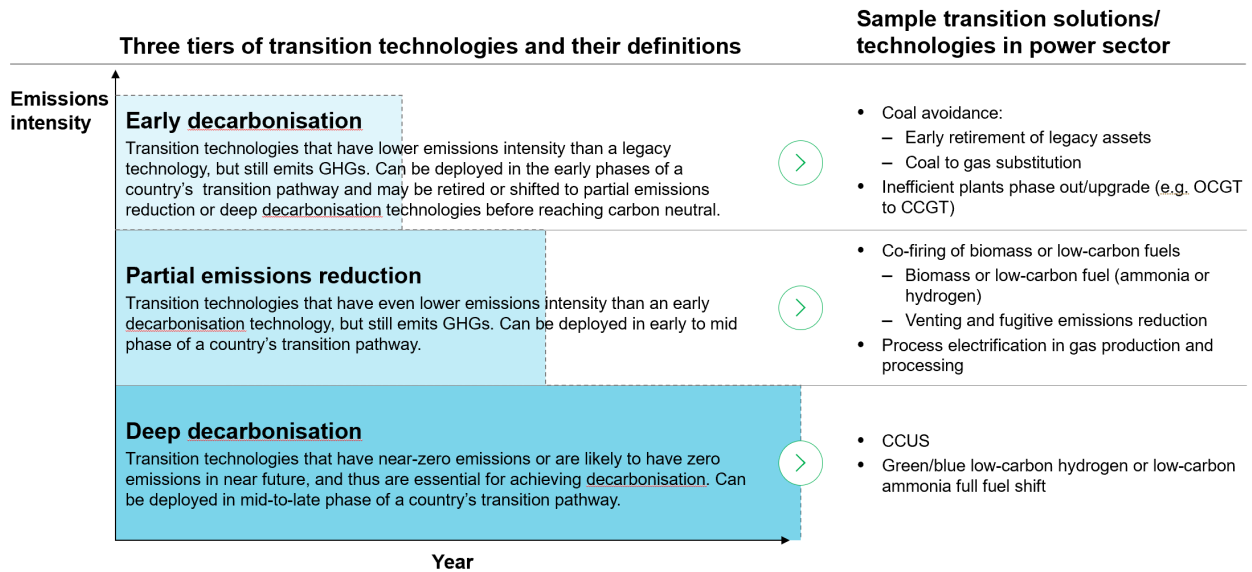 Three tiers of transition technologies and their definitions
Sample transition solutions/
technologies in power sector
Emissions
intensity
Early decarbonisation
Transition technologies that have lower emissions intensity than a legacy
technology, but still emits GHGs. Can be deployed in the early phases of a
country's  transition pathway and may be retired or shifted to partial emissions
reduction or deep decarbonisation technologies before reaching carbon neutral.
• Coal avoidance:
– Early retirement of legacy assets
– Coal to gas substitution
• Inefficient plants phase out/upgrade (e.g. OCGT
to CCGT)
Partial emissions reduction
Transition technologies that have even lower emissions intensity than an early
decarbonisation technology, but still emits GHGs. Can be deployed in early to mid
phase of a country's transition pathway.
• Co-firing of biomass or low-carbon fuels
– Biomass or low-carbon fuel (ammonia or
hydrogen)
– Venting and fugitive emissions reduction
• Process electrification in gas production and
processing
Deep decarbonisation
Transition technologies that have near-zero emissions or are likely to have zero
emissions in near future, and thus are essential for achieving decarbonisation. Can
be deployed in mid-to-late phase of a country's transition pathway.
• CCUS
• Green/blue low-carbon hydrogen or low-carbon
ammonia full fuel shift
Year